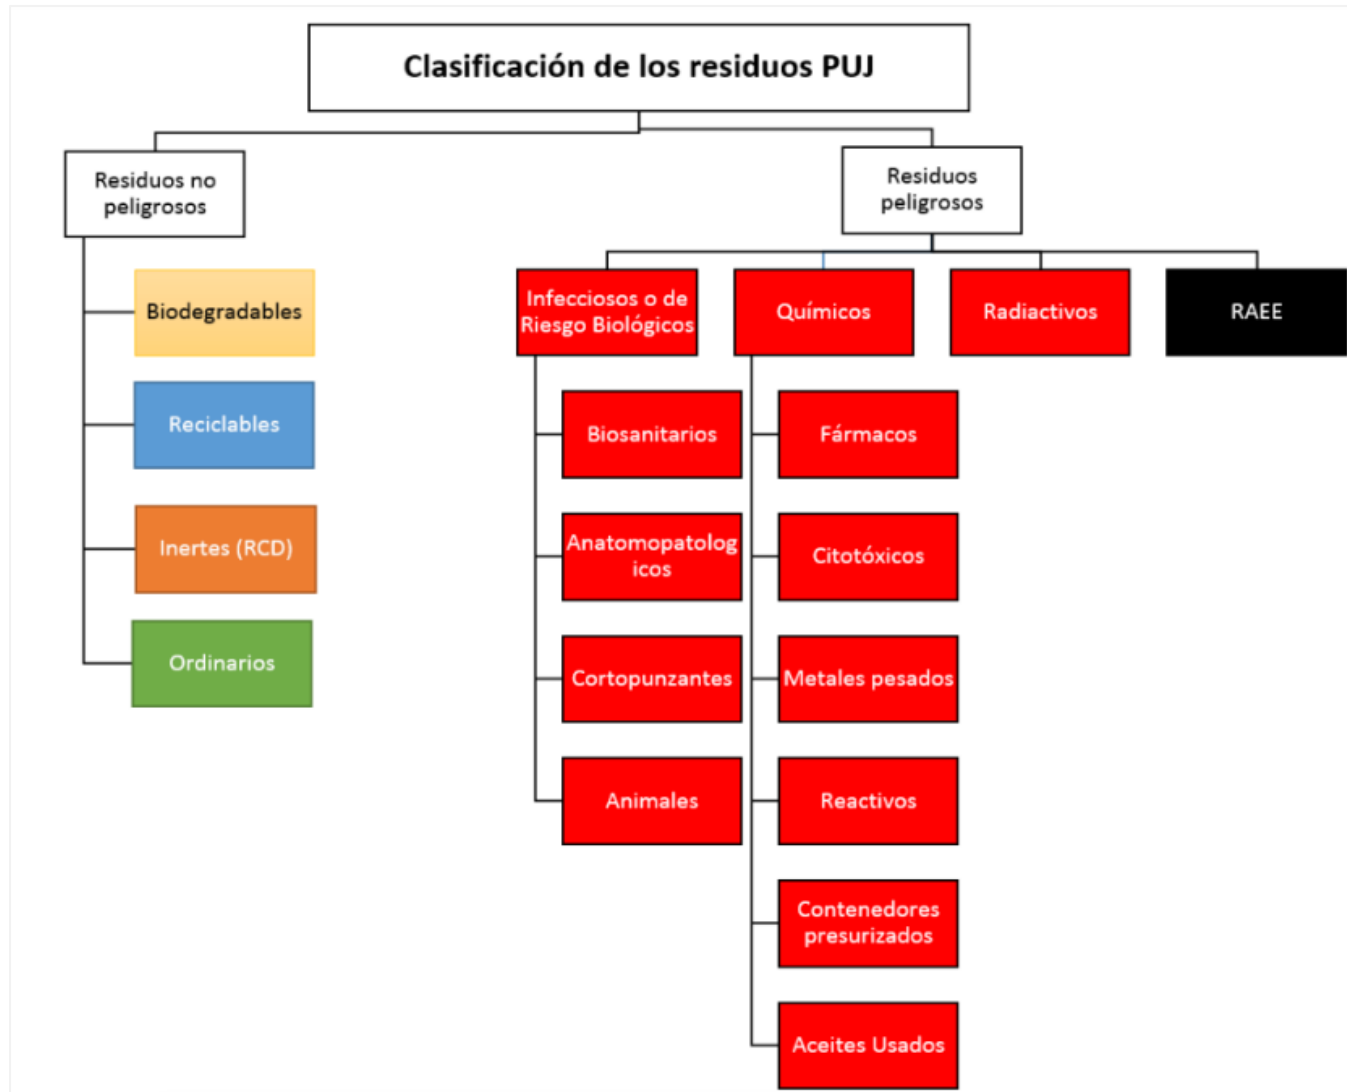 Clasificación de los residuos PUJ
Residuos no
peligrosos
Residuos
peligrosos
Biodegradables
Reciclables
Inertes (RCD)
Ordinarios
Infecciosos o de
Riesgo Biológicos
Químicos
Radiactivos
RAEE
Biosanitarios
Anatomopatolog
icos
Cortopunzantes
Animales
Fármacos
Citotóxicos
Metales pesados
Reactivos
Contenedores
presurizados
Aceites Usados